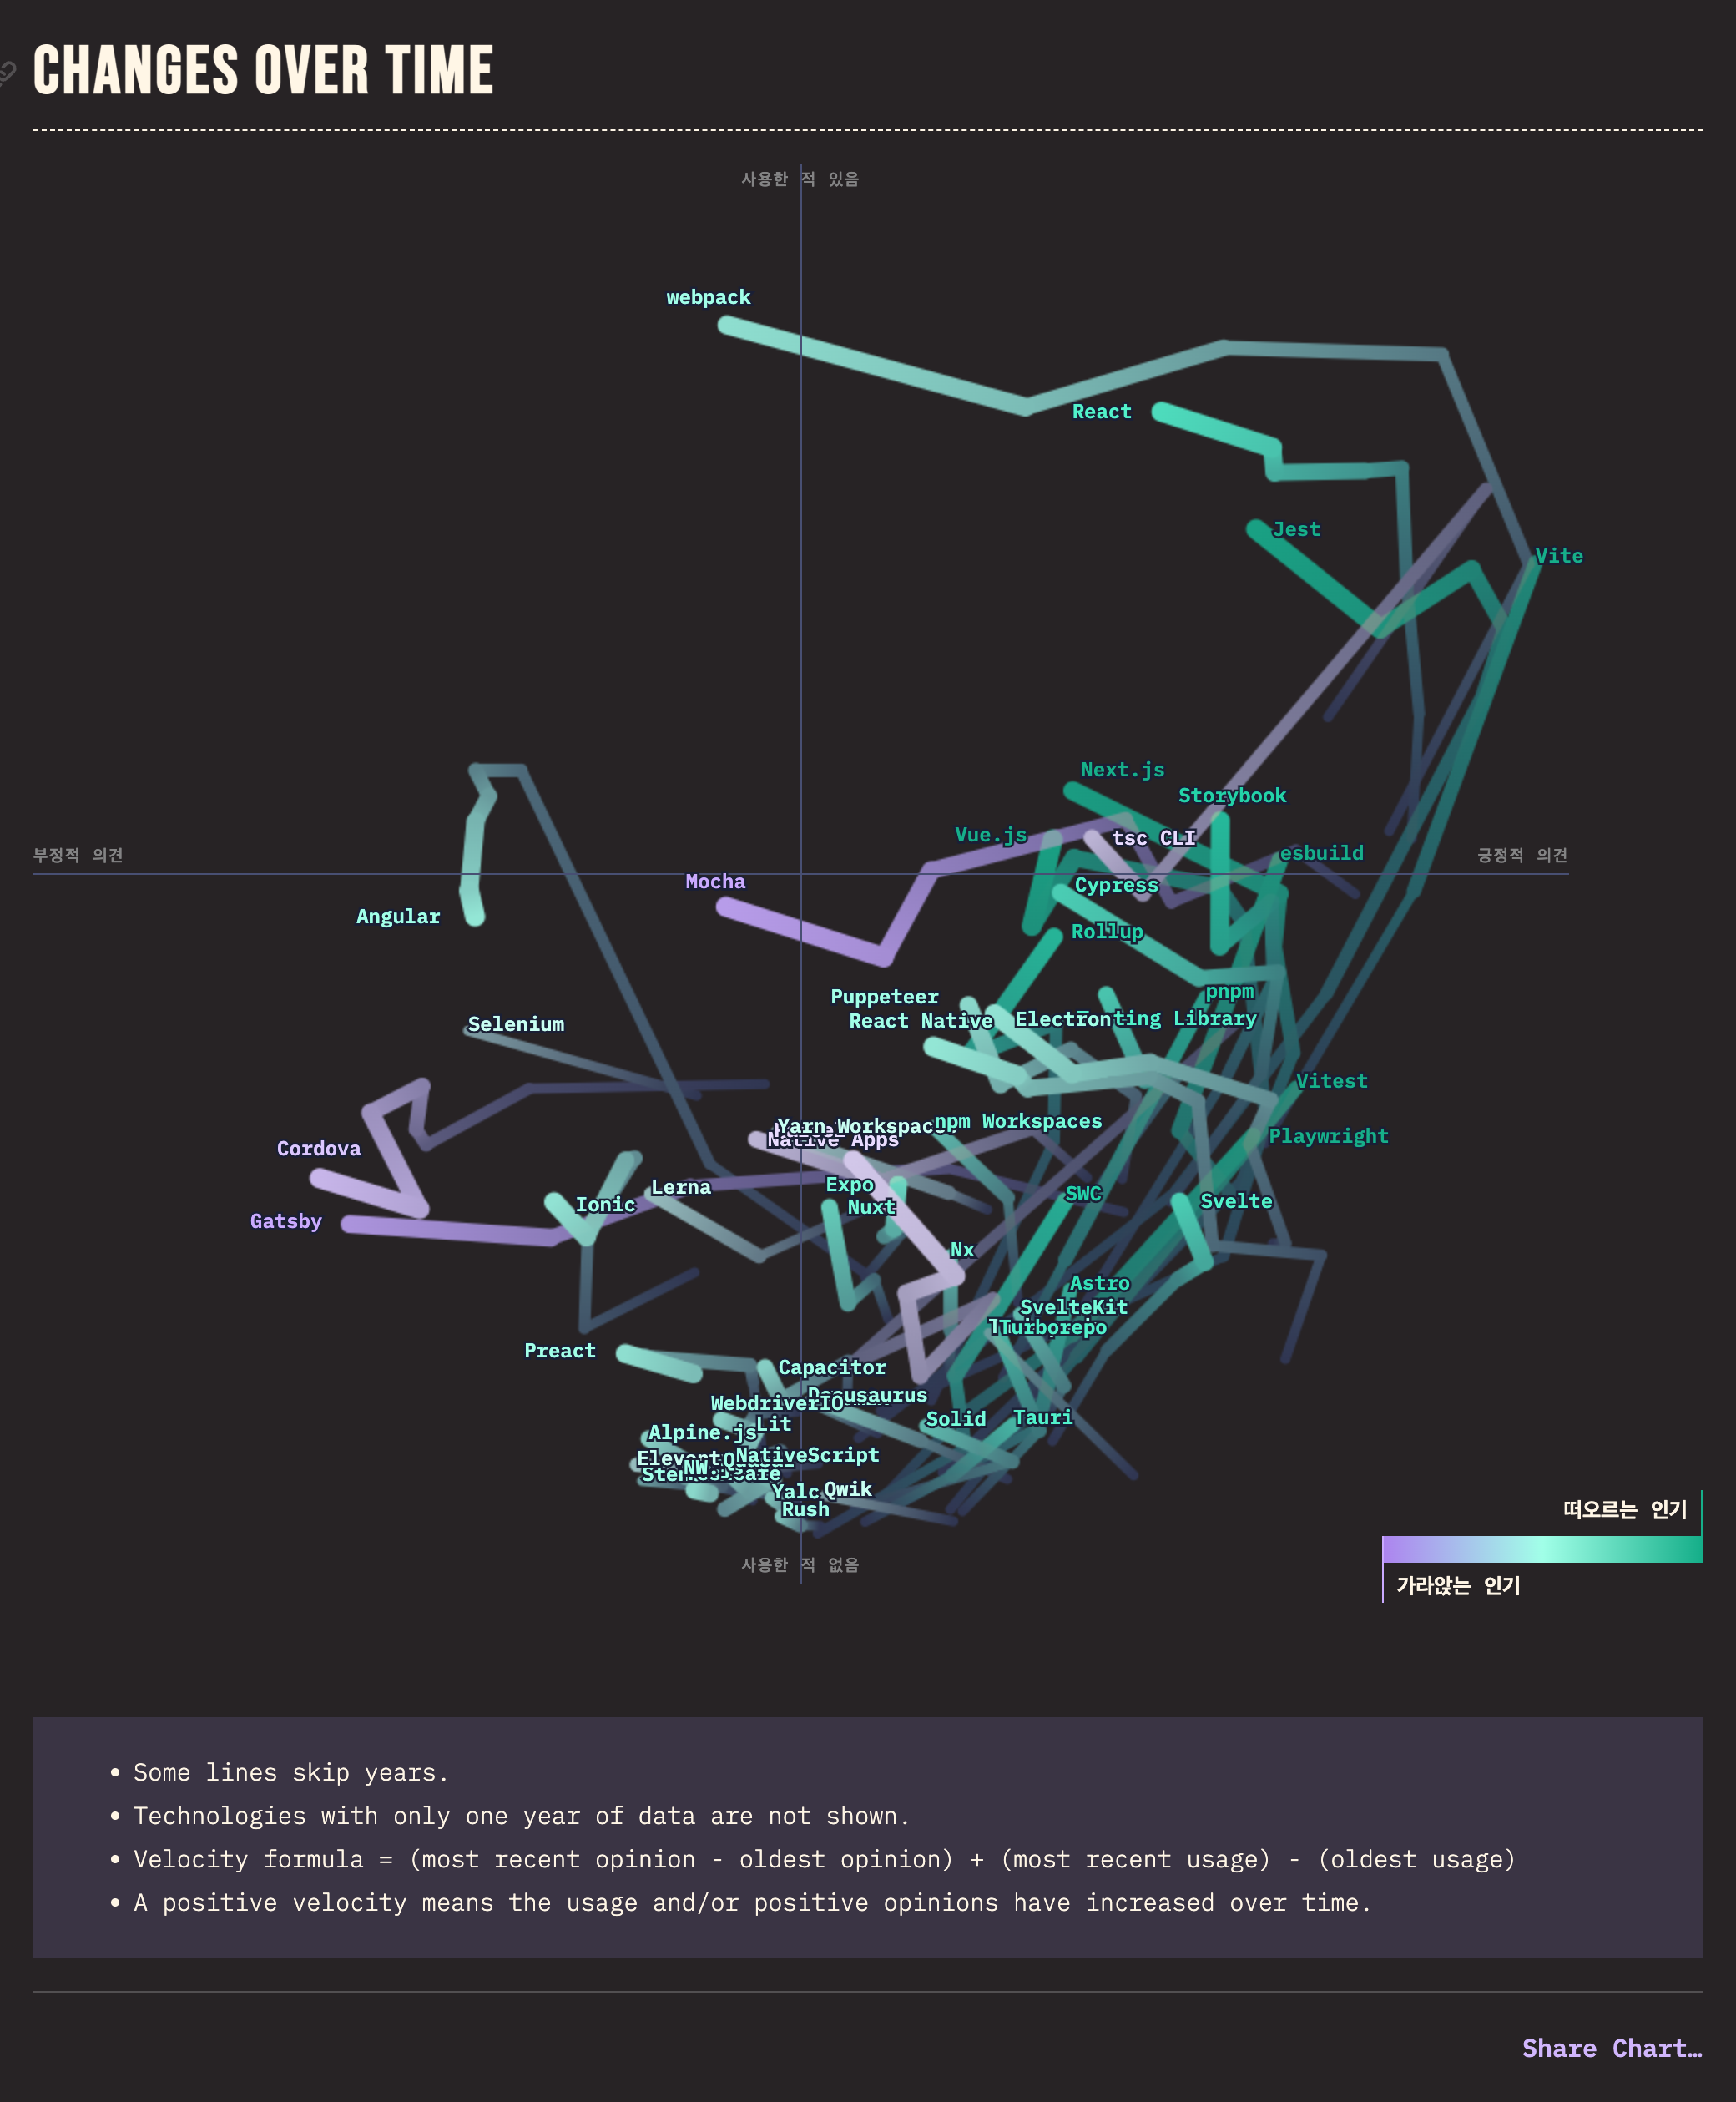 CHANGES OVER TIME
사용한 적 있음
webpack
React
Jest
Vite
Next.js
Storybook
Vue.js
tsc CLI
esbuild
부정적 의견
긍정적 의견
Mocha
Cypress
Angular
Rollup
pnpm
Puppeteer
React Native
Electron
ting Library
Selenium
Vitest
npm Workspaces
Yarn Workspaces
Native Apps
Playwright
Cordova
Expo
Lerna
SWC
Svelte
Ionic
Nuxt
Gatsby
Nx
Astro
SvelteKit
Turborepo
Preact
Capacitor
Docusaurus
WebdriverIO
Solid
Tauri
Lit
Alpine.js
NativeScript
Qwik
Yalc
Rush
사용한 적 없음
떠오르는 인기
가라앉는 인기
Some lines skip years.
Technologies with only one year of data are not shown.
Velocity formula = (most recent opinion - oldest opinion) + (most recent usage) - (oldest usage)
A positive velocity means the usage and/or positive opinions have increased over time.
Share Chart…